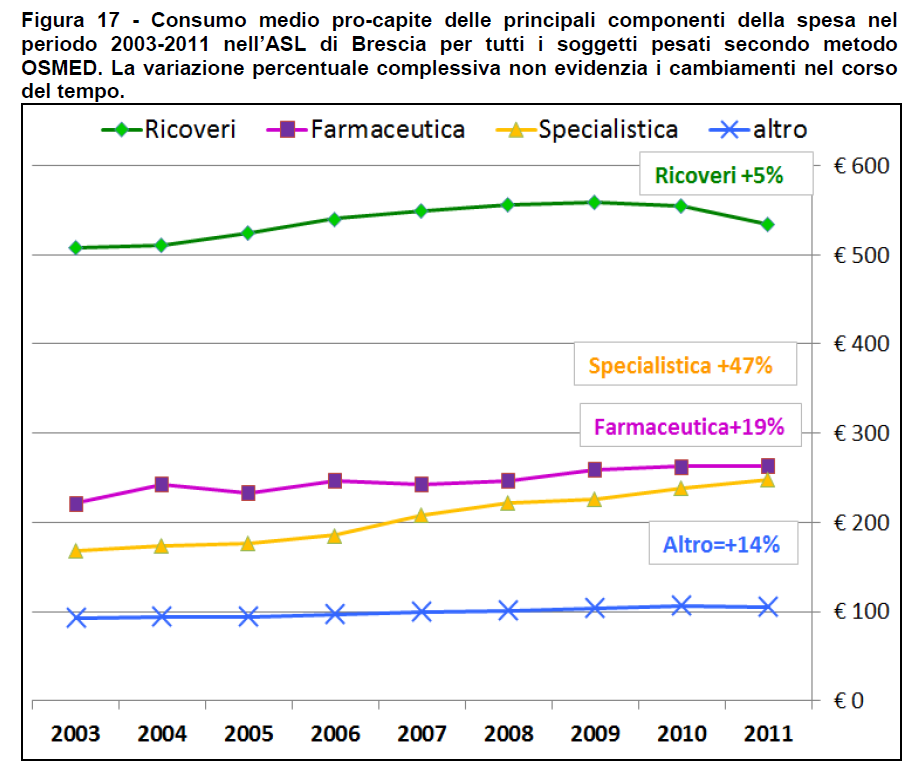 Figura 17 - Consumo medio pro-capite delle principali componenti della spesa nel
periodo 2003-2011 nell'ASL di Brescia per tutti i soggetti pesati secondo metodo
OSMED. La variazione percentuale complessiva non evidenzia i cambiamenti nel corso
del tempo.
Ricoveri Farmaceutica Specialistica altro
€ 600
Ricoveri +5%
€ 500
€ 400
Specialistica +47%
€ 300
Farmaceutica+19%
€ 200
Altro=+14%
€ 100
€ 0
2003 2004 2005 2006 2007 2008 2009 2010 2011